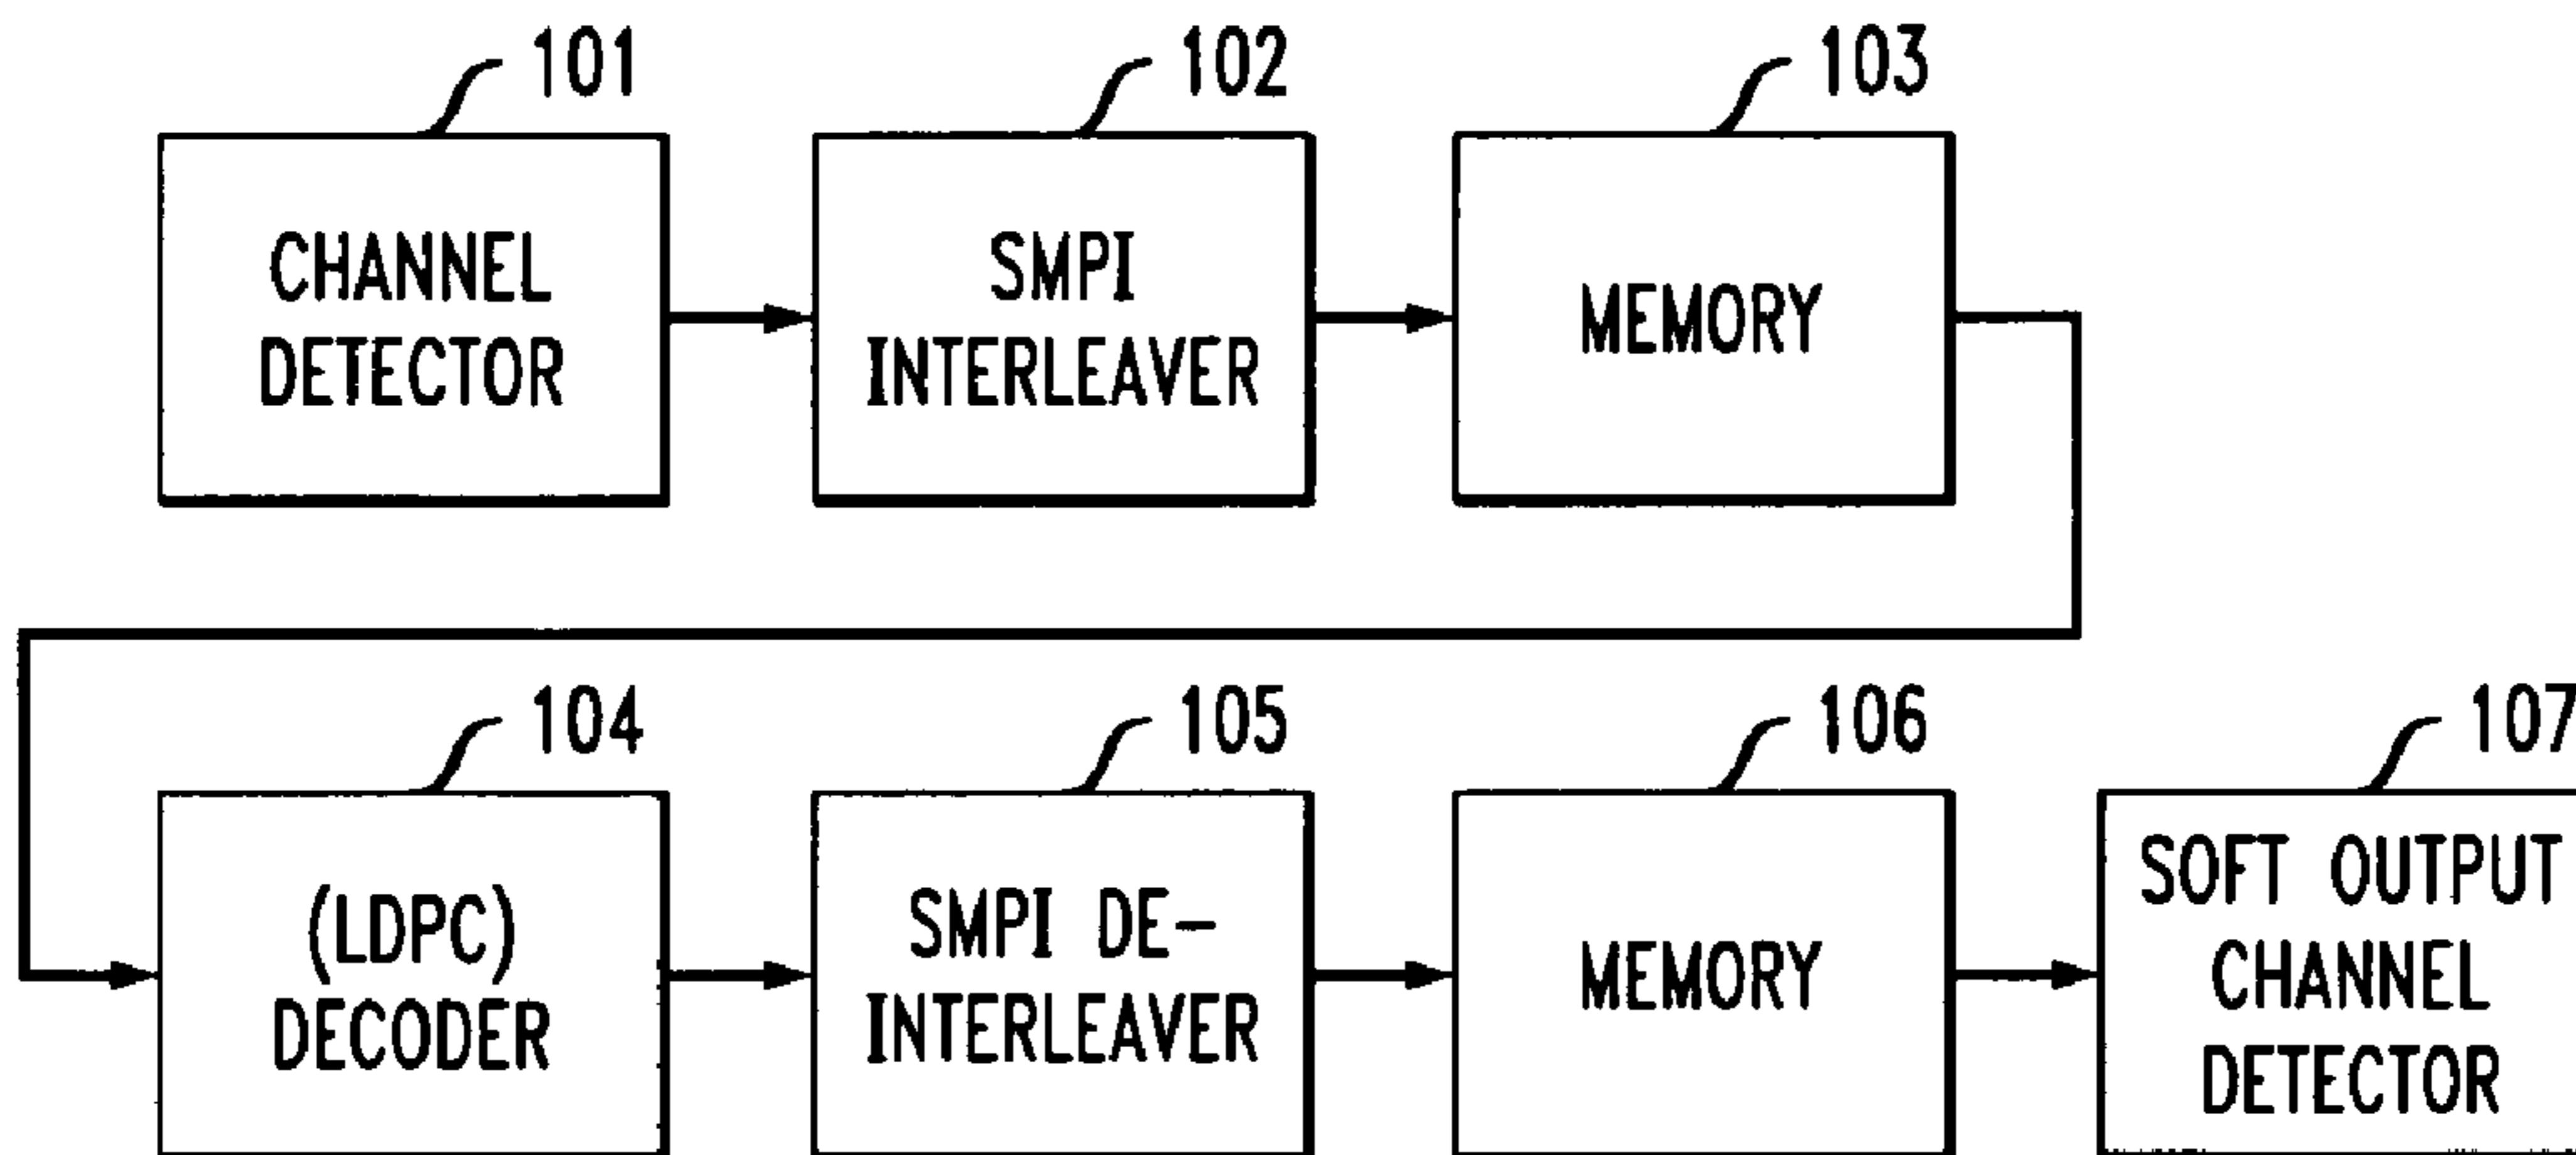 101
102
103
CHANNEL
DETECTOR
SMPI
INTERLEAVER
MEMORY
104
105
106
107
(LDPC)
DECODER
SMPI DE-
INTERLEAVER
MEMORY
SOFT OUTPUT
CHANNEL
DETECTOR